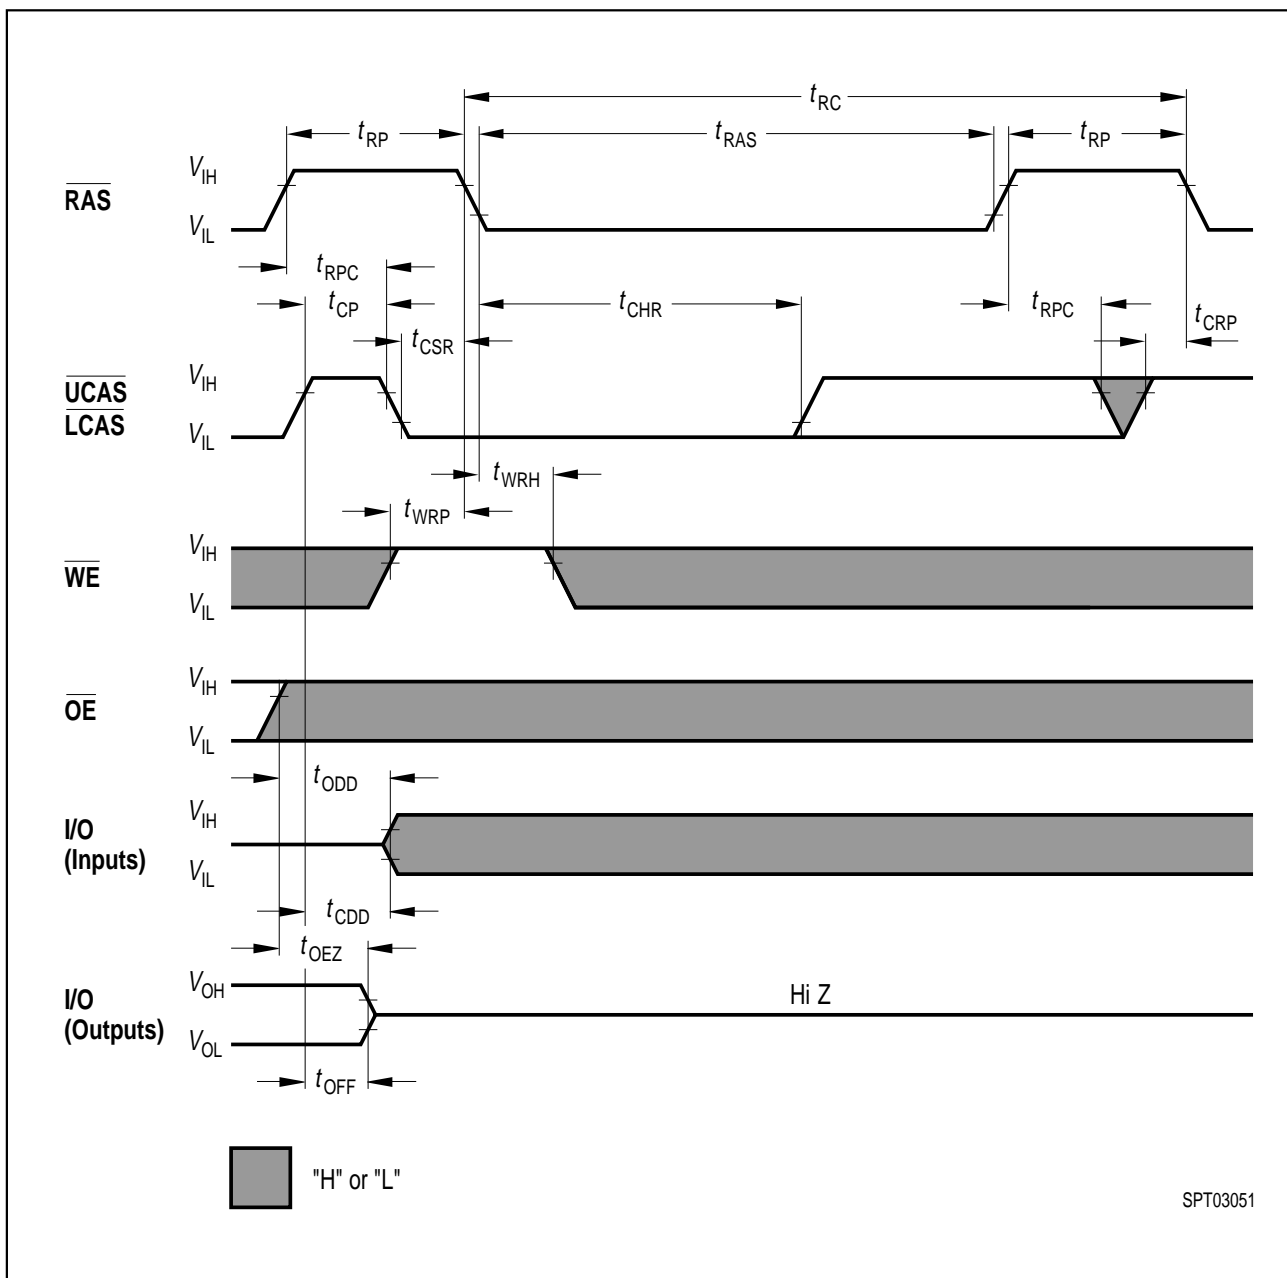 tRC
tRP tRAS tRP
RAS VIH
VIL
tRPC
tCP tCHR tRPC tCRP
tCSR
UCAS VIH
LCAS VIL
tWRH
tWRP
WE VIH
VIL
OE VIH
VIL
tODD
I/O VIH
(Inputs) VIL
tCDD
tOEZ
I/O VOH Hi Z
(Outputs) VOL
tOFF
"H" or "L"
SPT03051